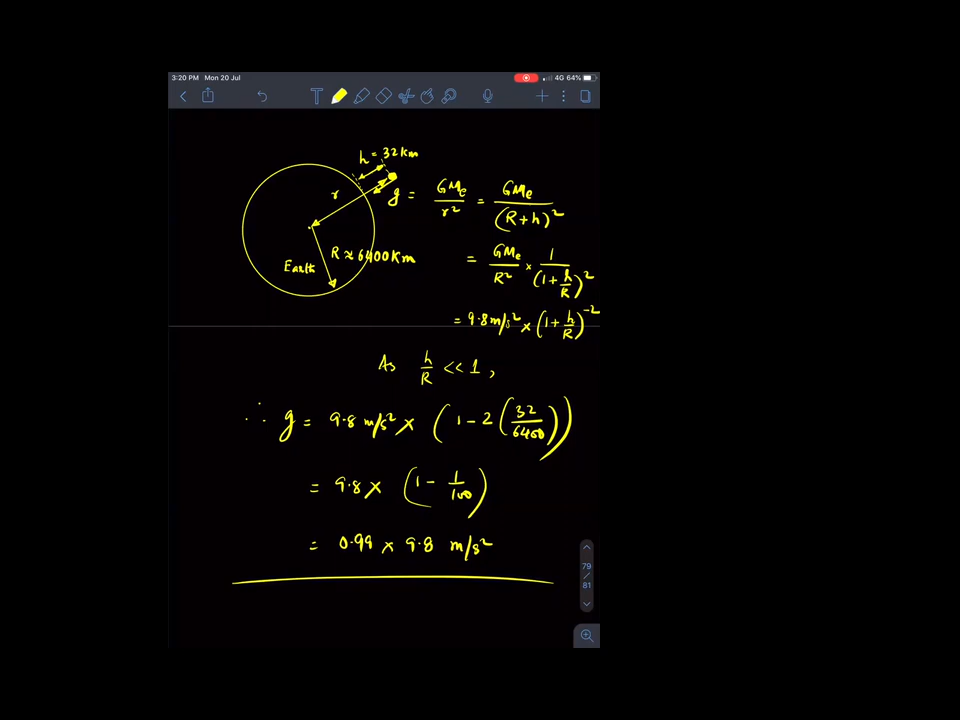 3:20 PM Mon 20 Jul
4G 64%
h = 32 Km
r
g = GMe/r² = GMe/(R+h)²
R ≈ 6400 Km
Earth
= GMe/R² × 1/(1+h/R)²
= 9.8 m/s² × (1+h/R)⁻²
As h/R << 1,
∴ g = 9.8 m/s² × (1 - 2(32/6400))
= 9.8 × (1 - 1/100)
= 0.99 × 9.8 m/s²
79
/
81